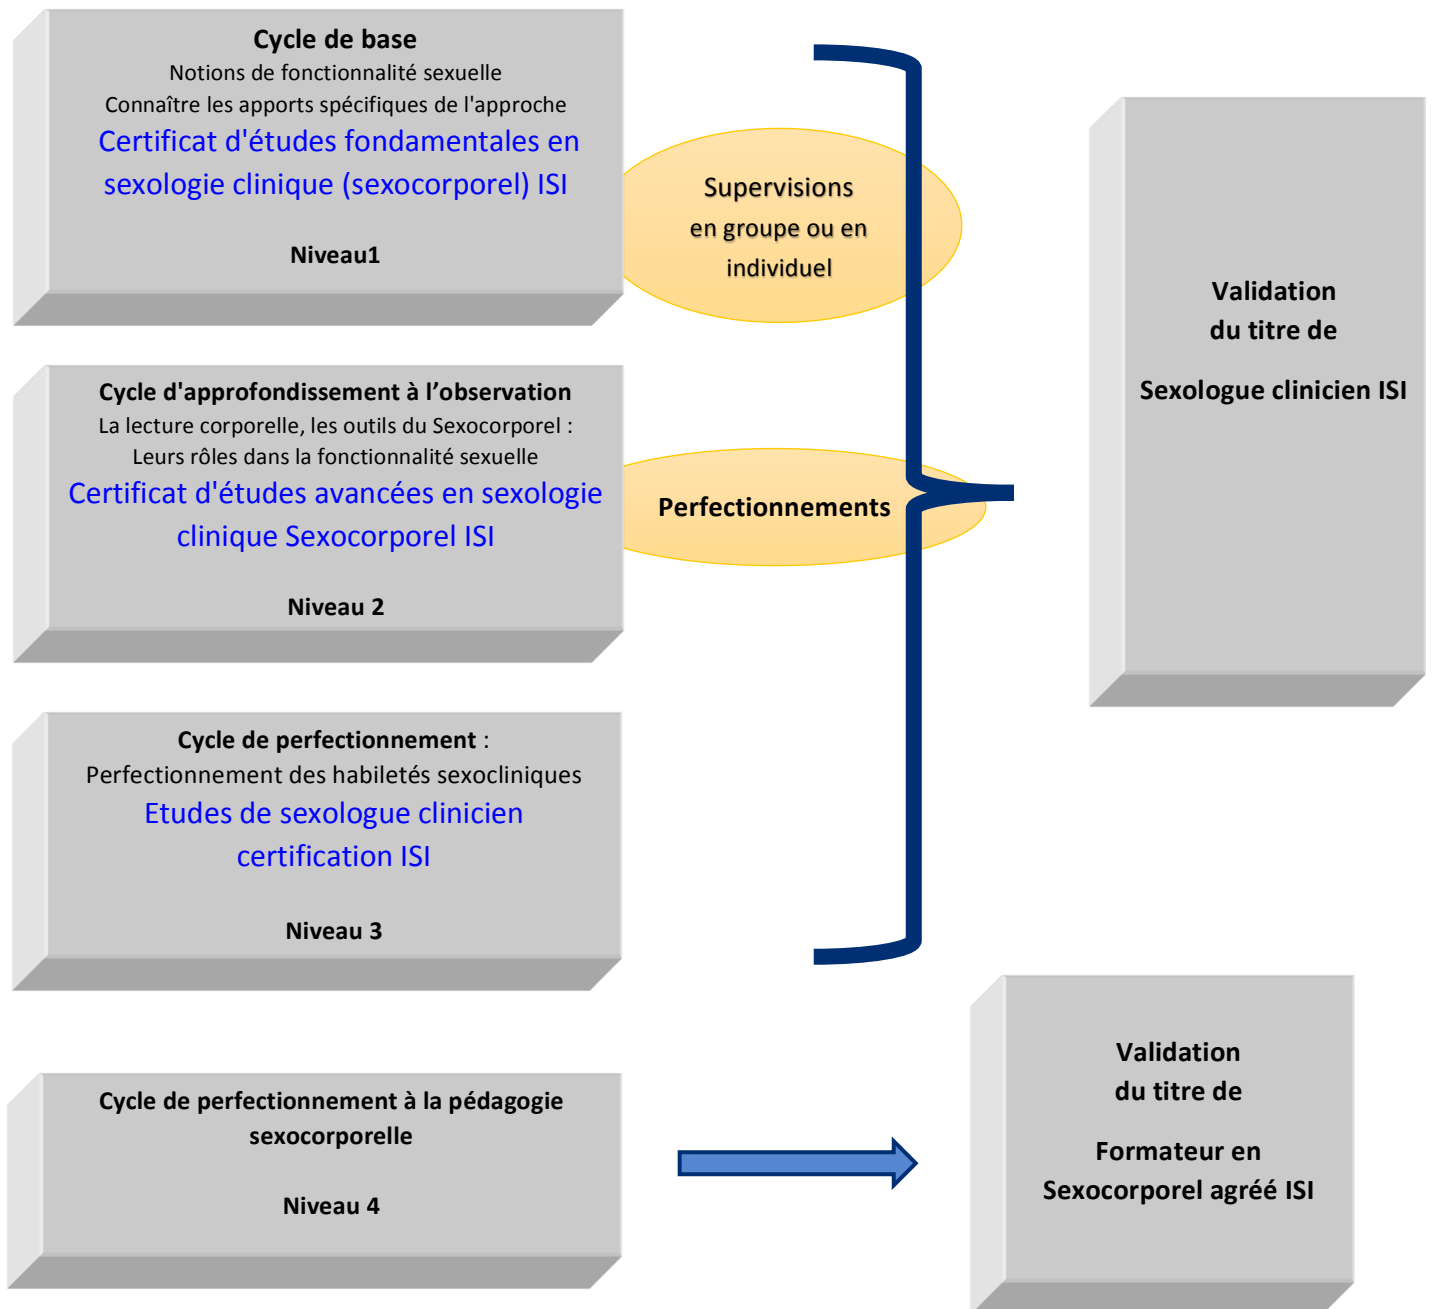 Cycle de base
Notions de fonctionnalité sexuelle
Connaître les apports spécifiques de l'approche
Certificat d'études fondamentales en
sexologie clinique (sexocorporel) ISI
Niveau1
Supervisions
en groupe ou en
individuel
Cycle d'approfondissement à l’observation
La lecture corporelle, les outils du Sexocorporel :
Leurs rôles dans la fonctionnalité sexuelle
Certificat d'études avancées en sexologie
clinique Sexocorporel ISI
Niveau 2
Perfectionnements
Cycle de perfectionnement :
Perfectionnement des habiletés sexocliniques
Etudes de sexologue clinicien
certification ISI
Niveau 3
Validation
du titre de
Sexologue clinicien ISI
Cycle de perfectionnement à la pédagogie
sexocorporelle
Niveau 4
Validation
du titre de
Formateur en
Sexocorporel agréé ISI